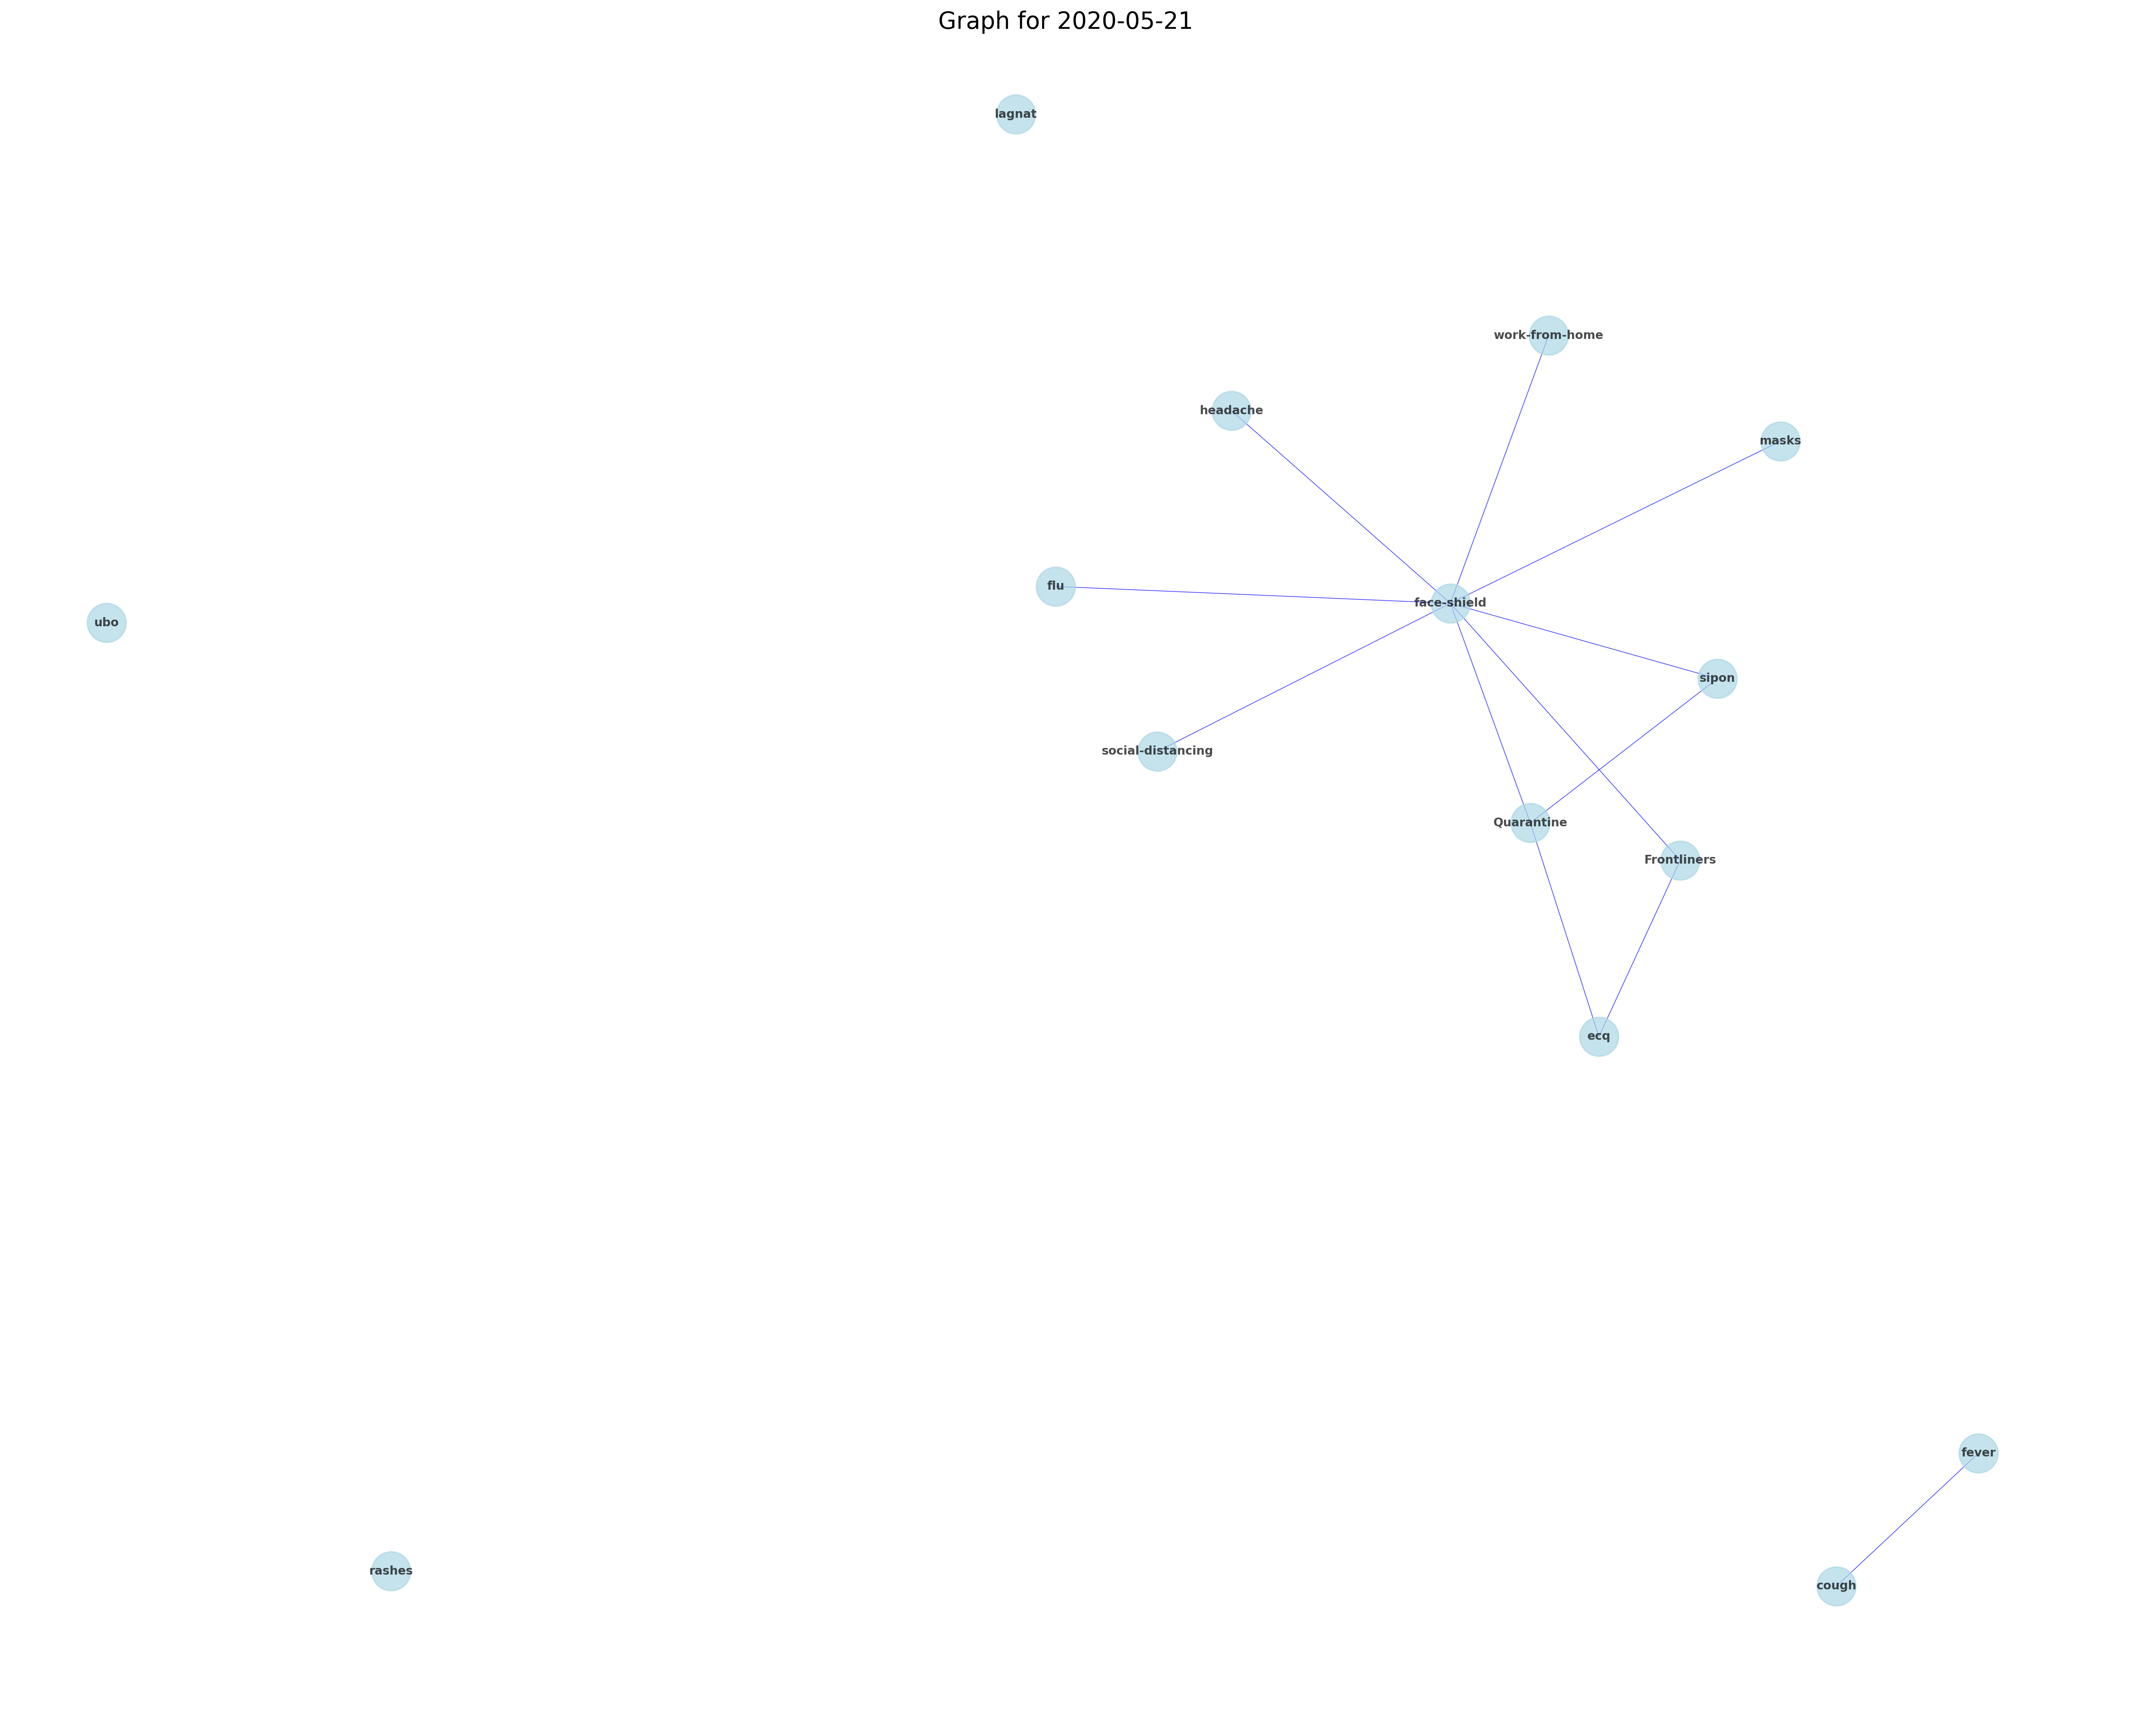 Graph for 2020-05-21
lagnat
work-from-home
headache
masks
flu
face-shield
ubo
sipon
social-distancing
Quarantine
Frontliners
ecq
fever
rashes
cough